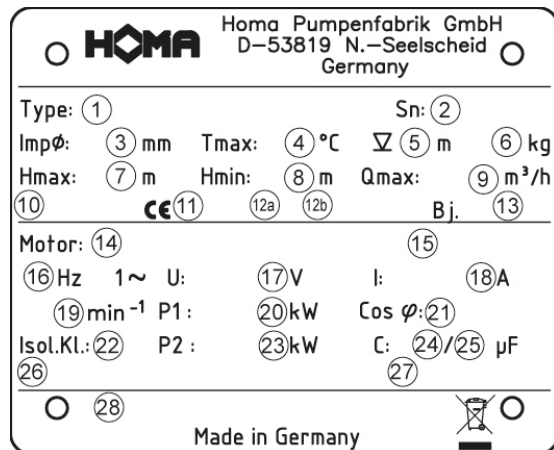 HOMA Homa Pumpenfabrik GmbH
D-53819 N.-Seelscheid
Germany
Type: 1 Sn: 2
Impø: 3 mm Tmax: 4 °C ∇ 5 m 6 kg
Hmax: 7 m Hmin: 8 m Qmax: 9 m³/h
10 CE 11 12a 12b Bj. 13
Motor: 14 15
16 Hz 1~ U: 17 V I: 18 A
19 min⁻¹ P1: 20 kW Cos φ: 21
Isol.Kl.: 22 P2: 23 kW C: 24 / 25 µF
26 27
28
Made in Germany